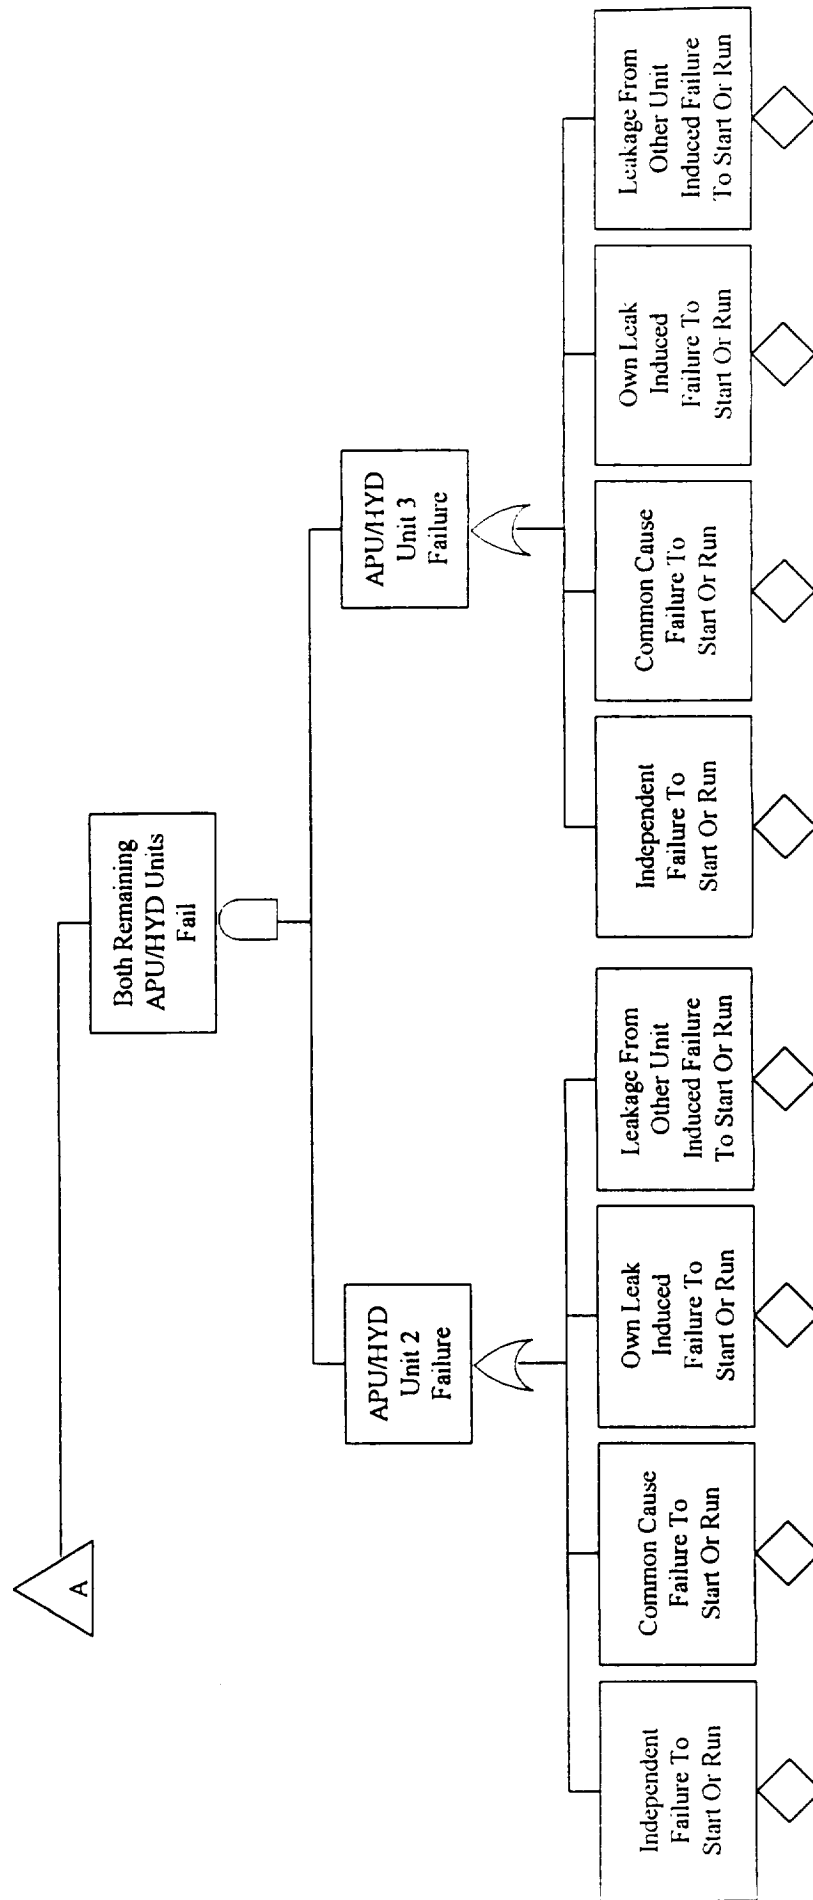 A
Both Remaining
APU/HYD Units
Fail
APU/HYD
Unit 2
Failure
APU/HYD
Unit 3
Failure
Independent
Failure To
Start Or Run
Common Cause
Failure To
Start Or Run
Own Leak
Induced
Failure To
Start Or Run
Leakage From
Other Unit
Induced Failure
To Start Or Run
Independent
Failure To
Start Or Run
Common Cause
Failure To
Start Or Run
Own Leak
Induced
Failure To
Start Or Run
Leakage From
Other Unit
Induced Failure
To Start Or Run